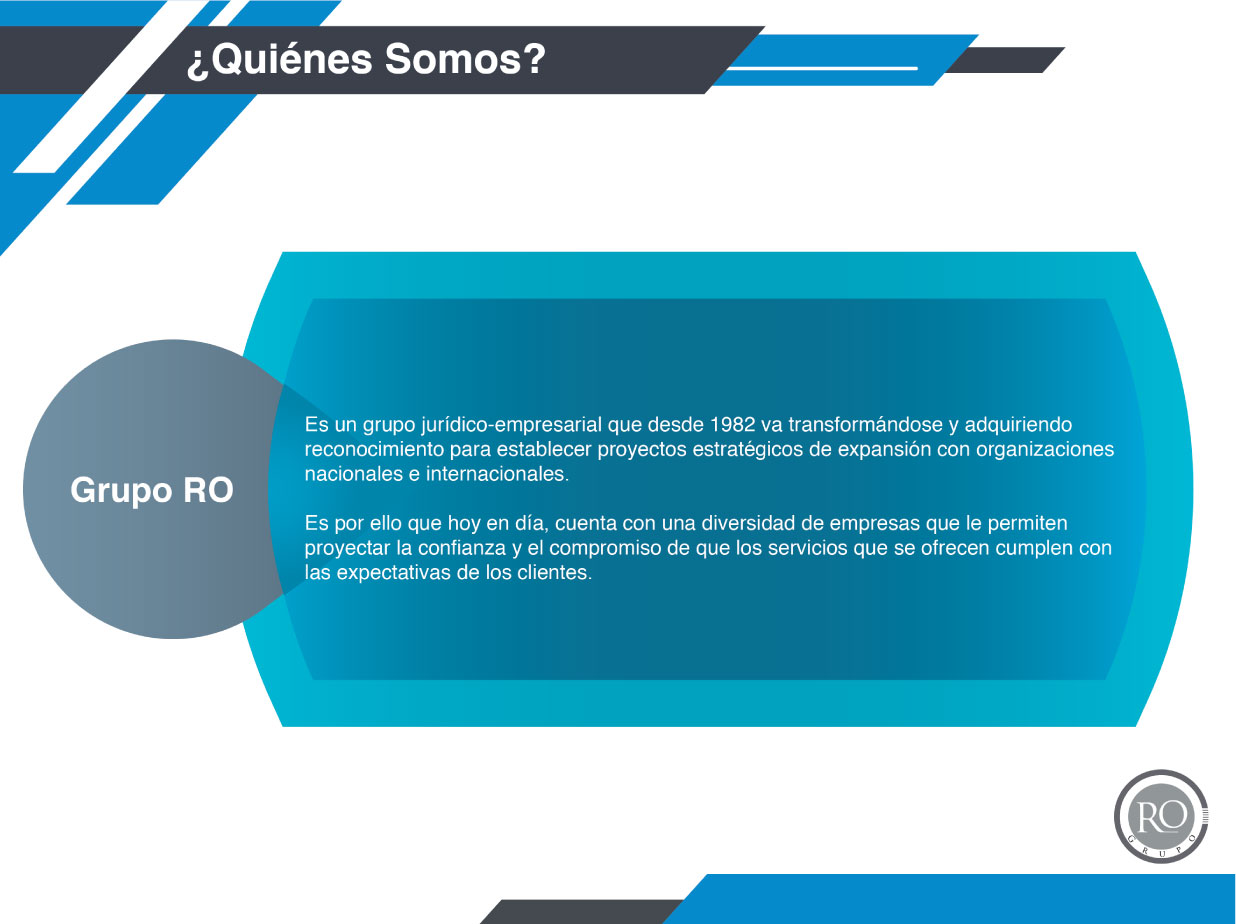 ¿Quiénes Somos?
Grupo RO
Es un grupo jurídico-empresarial que desde 1982 va transformándose y adquiriendo
reconocimiento para establecer proyectos estratégicos de expansión con organizaciones
nacionales e internacionales.
Es por ello que hoy en día, cuenta con una diversidad de empresas que le permiten
proyectar la confianza y el compromiso de que los servicios que se ofrecen cumplen con
las expectativas de los clientes.
RO
GRUPO